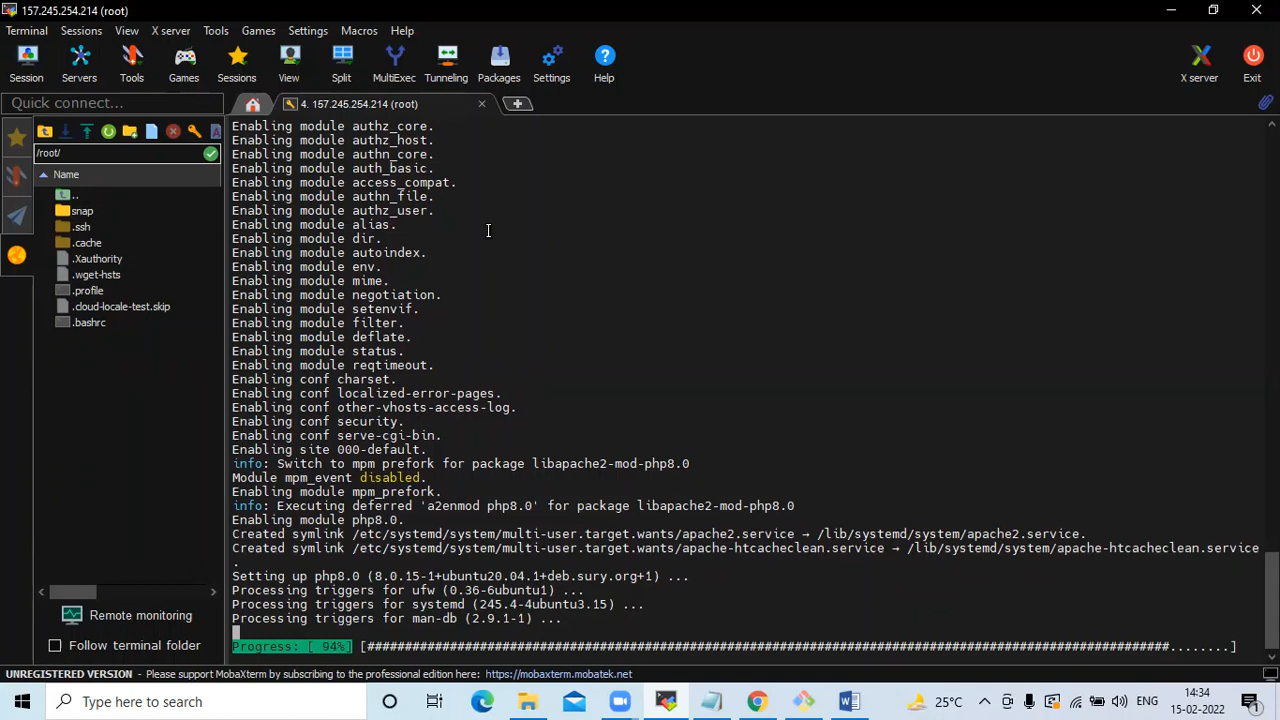 157.245.254.214 (root)
Terminal Sessions View X server Tools Games Settings Macros Help
Session Servers Tools Games Sessions View Split MultiExec Tunneling Packages Settings Help X server Exit
Quick connect...
4. 157.245.254.214 (root)
/root/
Name
..
snap
.ssh
.cache
.Xauthority
.wget-hsts
.profile
.cloud-locale-test.skip
.bashrc
Remote monitoring
Follow terminal folder
Enabling module authz_core.
Enabling module authz_host.
Enabling module authn_core.
Enabling module auth_basic.
Enabling module access_compat.
Enabling module authn_file.
Enabling module authz_user.
Enabling module alias.
Enabling module dir.
Enabling module autoindex.
Enabling module env.
Enabling module mime.
Enabling module negotiation.
Enabling module setenvif.
Enabling module filter.
Enabling module deflate.
Enabling module status.
Enabling module reqtimeout.
Enabling conf charset.
Enabling conf localized-error-pages.
Enabling conf other-vhosts-access-log.
Enabling conf security.
Enabling conf serve-cgi-bin.
Enabling site 000-default.
info: Switch to mpm prefork for package libapache2-mod-php8.0
Module mpm_event disabled.
Enabling module mpm_prefork.
info: Executing deferred 'a2enmod php8.0' for package libapache2-mod-php8.0
Enabling module php8.0.
Created symlink /etc/systemd/system/multi-user.target.wants/apache2.service → /lib/systemd/system/apache2.service.
Created symlink /etc/systemd/system/multi-user.target.wants/apache-htcacheclean.service → /lib/systemd/system/apache-htcacheclean.service
.
Setting up php8.0 (8.0.15-1+ubuntu20.04.1+deb.sury.org+1) ...
Processing triggers for ufw (0.36-6ubuntu1) ...
Processing triggers for systemd (245.4-4ubuntu3.15) ...
Processing triggers for man-db (2.9.1-1) ...
Progress: [ 94%] [##########################################################################################################........]
UNREGISTERED VERSION - Please support MobaXterm by subscribing to the professional edition here: https://mobaxterm.mobatek.net
Type here to search
25°C
ENG
14:34
15-02-2022
1